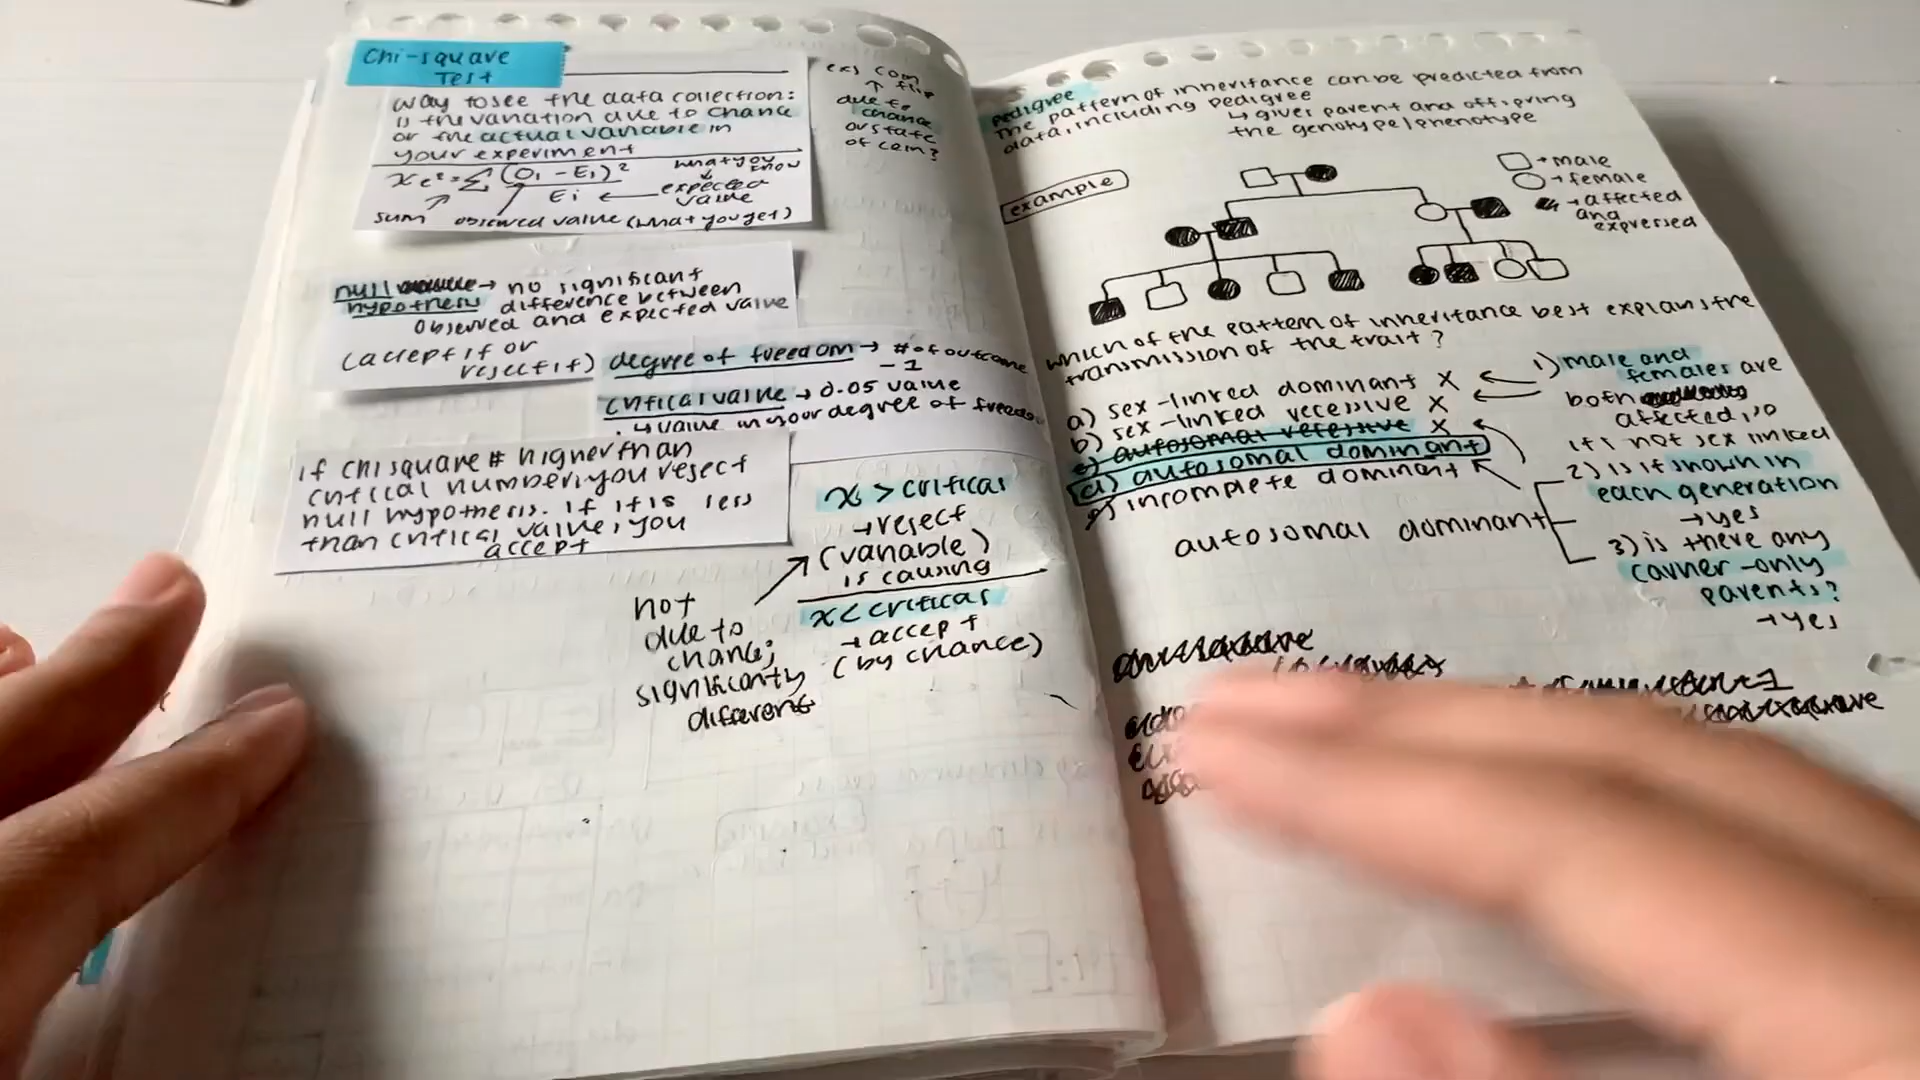 Chi-square
Test
way to see the data collection:
is the variation due to chance
or the actual variable in
your experiment
what you know
expected value
sum
observed value (what you get)
ex) coin
flip
due to
chance
or state
of coin?
null
hypothesis → no significant
difference between
observed and expected value
(accept it or
reject it)
degree of freedom → # of outcome
- 1
critical value → 0.05 value
↳ value in your degree of freedom
if chi square # higher than
critical number, you reject
null hypothesis. if it is less
than critical value, you
accept
x² > critical
→ reject
(variable)
is causing
x < critical
→ accept
(by chance)
not
due to
chance;
significantly
different
pedigree
The pattern of inheritance can be predicted from
data, including pedigree
↳ gives parent and offspring
the genotype/phenotype
example
→ male
→ female
→ affected
and
expressed
which of the pattern of inheritance best explains the
transmission of the trait?
a) sex-linked dominant X
b) sex-linked recessive X
c) autosomal recessive X
d) autosomal dominant
e) incomplete dominant
autosomal dominant
1) male and
females are
both
affected, so
it's not sex linked
2) is it shown in
each generation
→ yes
3) is there any
carrier-only
parents?
→ yes